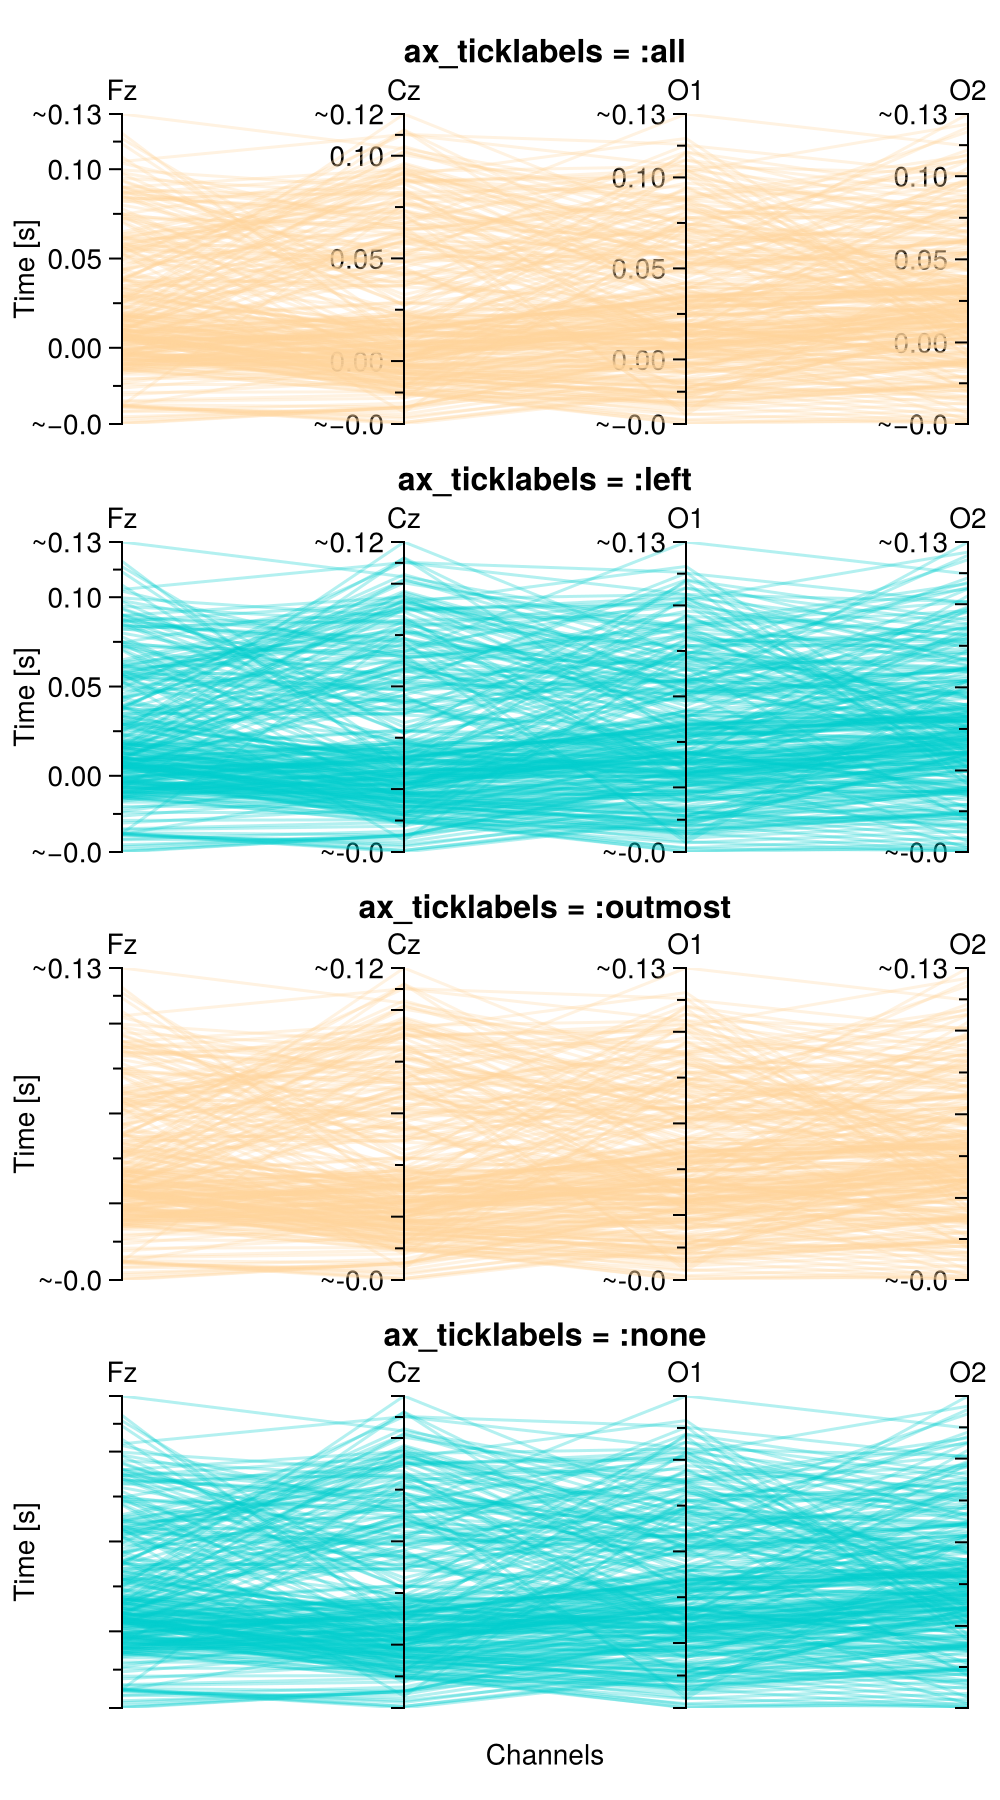 ax_ticklabels = :all
Fz Cz O1 O2
~0.13 ~0.12 ~0.13 ~0.13
0.10 0.10 0.10 0.10
0.05 0.05 0.05 0.05
0.00 0.00 0.00 0.00
~−0.0 ~−0.0 ~−0.0 ~−0.0
Time [s]
ax_ticklabels = :left
Fz Cz O1 O2
~0.13 ~0.12 ~0.13 ~0.13
0.10
0.05
0.00
~−0.0 ~-0.0 ~-0.0 ~-0.0
Time [s]
ax_ticklabels = :outmost
Fz Cz O1 O2
~0.13 ~0.12 ~0.13 ~0.13
~-0.0 ~-0.0 ~-0.0 ~-0.0
Time [s]
ax_ticklabels = :none
Fz Cz O1 O2
Time [s]
Channels